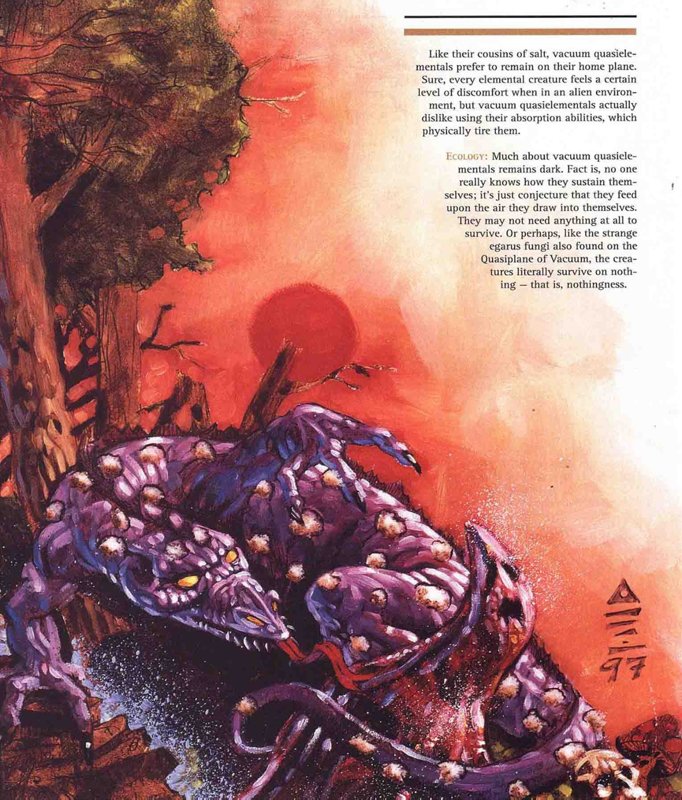 Like their cousins of salt, vacuum quasiele-
mentals prefer to remain on their home plane.
Sure, every elemental creature feels a certain
level of discomfort when in an alien environ-
ment, but vacuum quasielementals actually
dislike using their absorption abilities, which
physically tire them.
ECOLOGY: Much about vacuum quasiele-
mentals remains dark. Fact is, no one
really knows how they sustain them-
selves; it's just conjecture that they feed
upon the air they draw into themselves.
They may not need anything at all to
survive. Or perhaps, like the strange
egarus fungi also found on the
Quasiplane of Vacuum, the crea-
tures literally survive on noth-
ing — that is, nothingness.
97